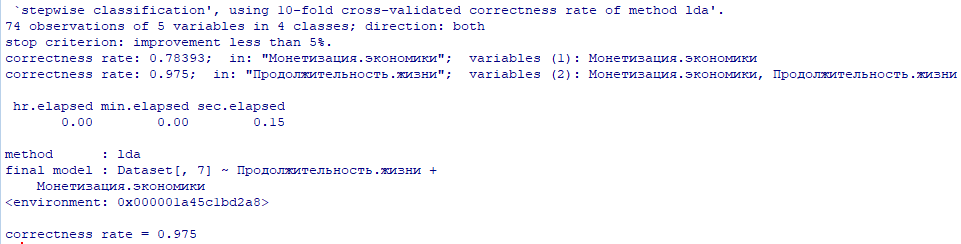 `stepwise classification', using 10-fold cross-validated correctness rate of method lda'.
74 observations of 5 variables in 4 classes; direction: both
stop criterion: improvement less than 5%.
correctness rate: 0.78393;  in: "Монетизация.экономики";  variables (1): Монетизация.экономики
correctness rate: 0.975;  in: "Продолжительность.жизни";  variables (2): Монетизация.экономики, Продолжительность.жизни
hr.elapsed min.elapsed sec.elapsed
0.00        0.00        0.15
method      : lda
final model : Dataset[, 7] ~ Продолжительность.жизни +
Монетизация.экономики
<environment: 0x000001a45c1bd2a8>
correctness rate = 0.975